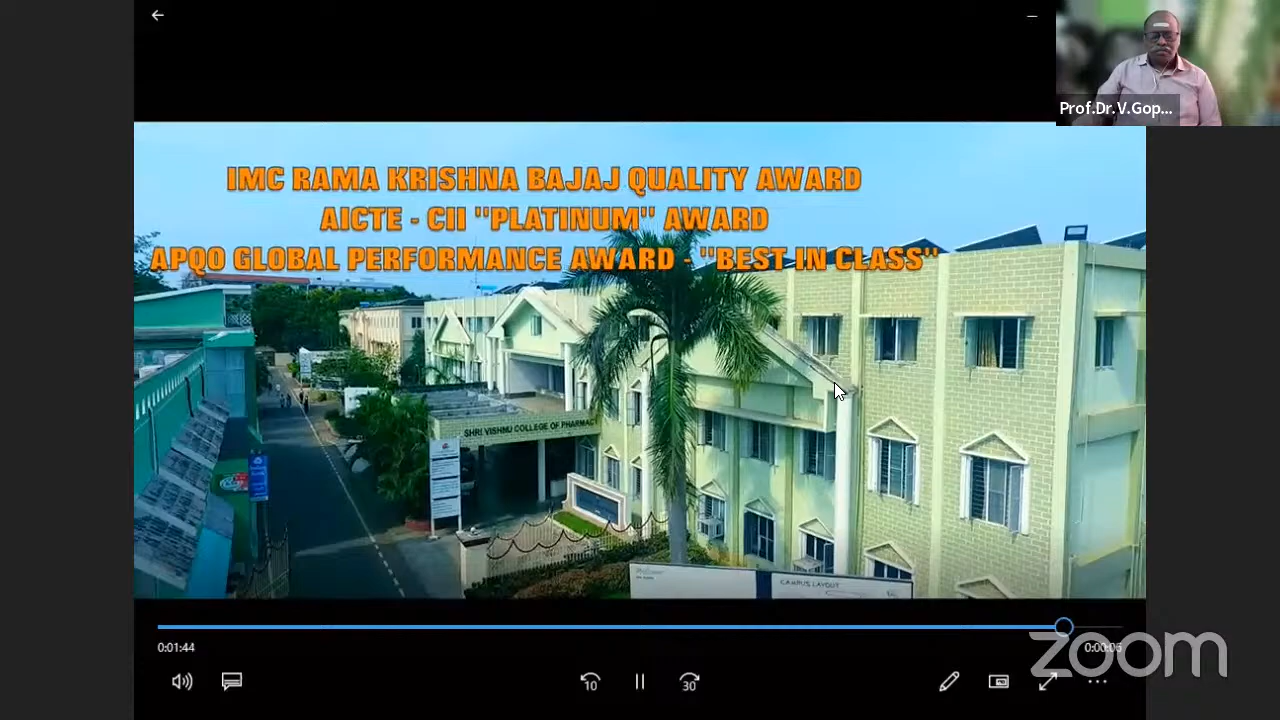 Prof.Dr.V.Gop...
IMC RAMA KRISHNA BAJAJ QUALITY AWARD
AICTE - CII "PLATINUM" AWARD
APQO GLOBAL PERFORMANCE AWARD - "BEST IN CLASS"
SHRI VISHNU COLLEGE OF PHARMACY
CAMPUS LAYOUT
0:01:44
0:00:06
10
30
zoom